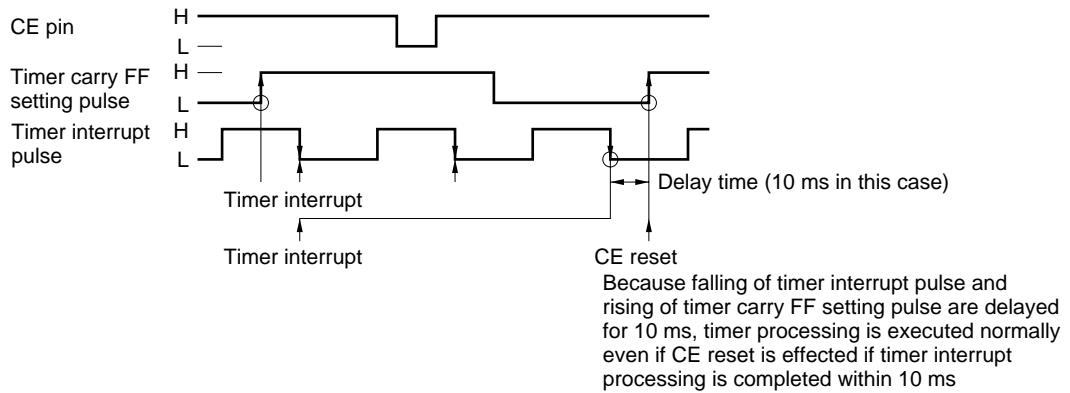 CE pin
H
L
Timer carry FF
setting pulse
H
L
Timer interrupt
pulse
H
L
Delay time (10 ms in this case)
Timer interrupt
Timer interrupt
CE reset
Because falling of timer interrupt pulse and
rising of timer carry FF setting pulse are delayed
for 10 ms, timer processing is executed normally
even if CE reset is effected if timer interrupt
processing is completed within 10 ms